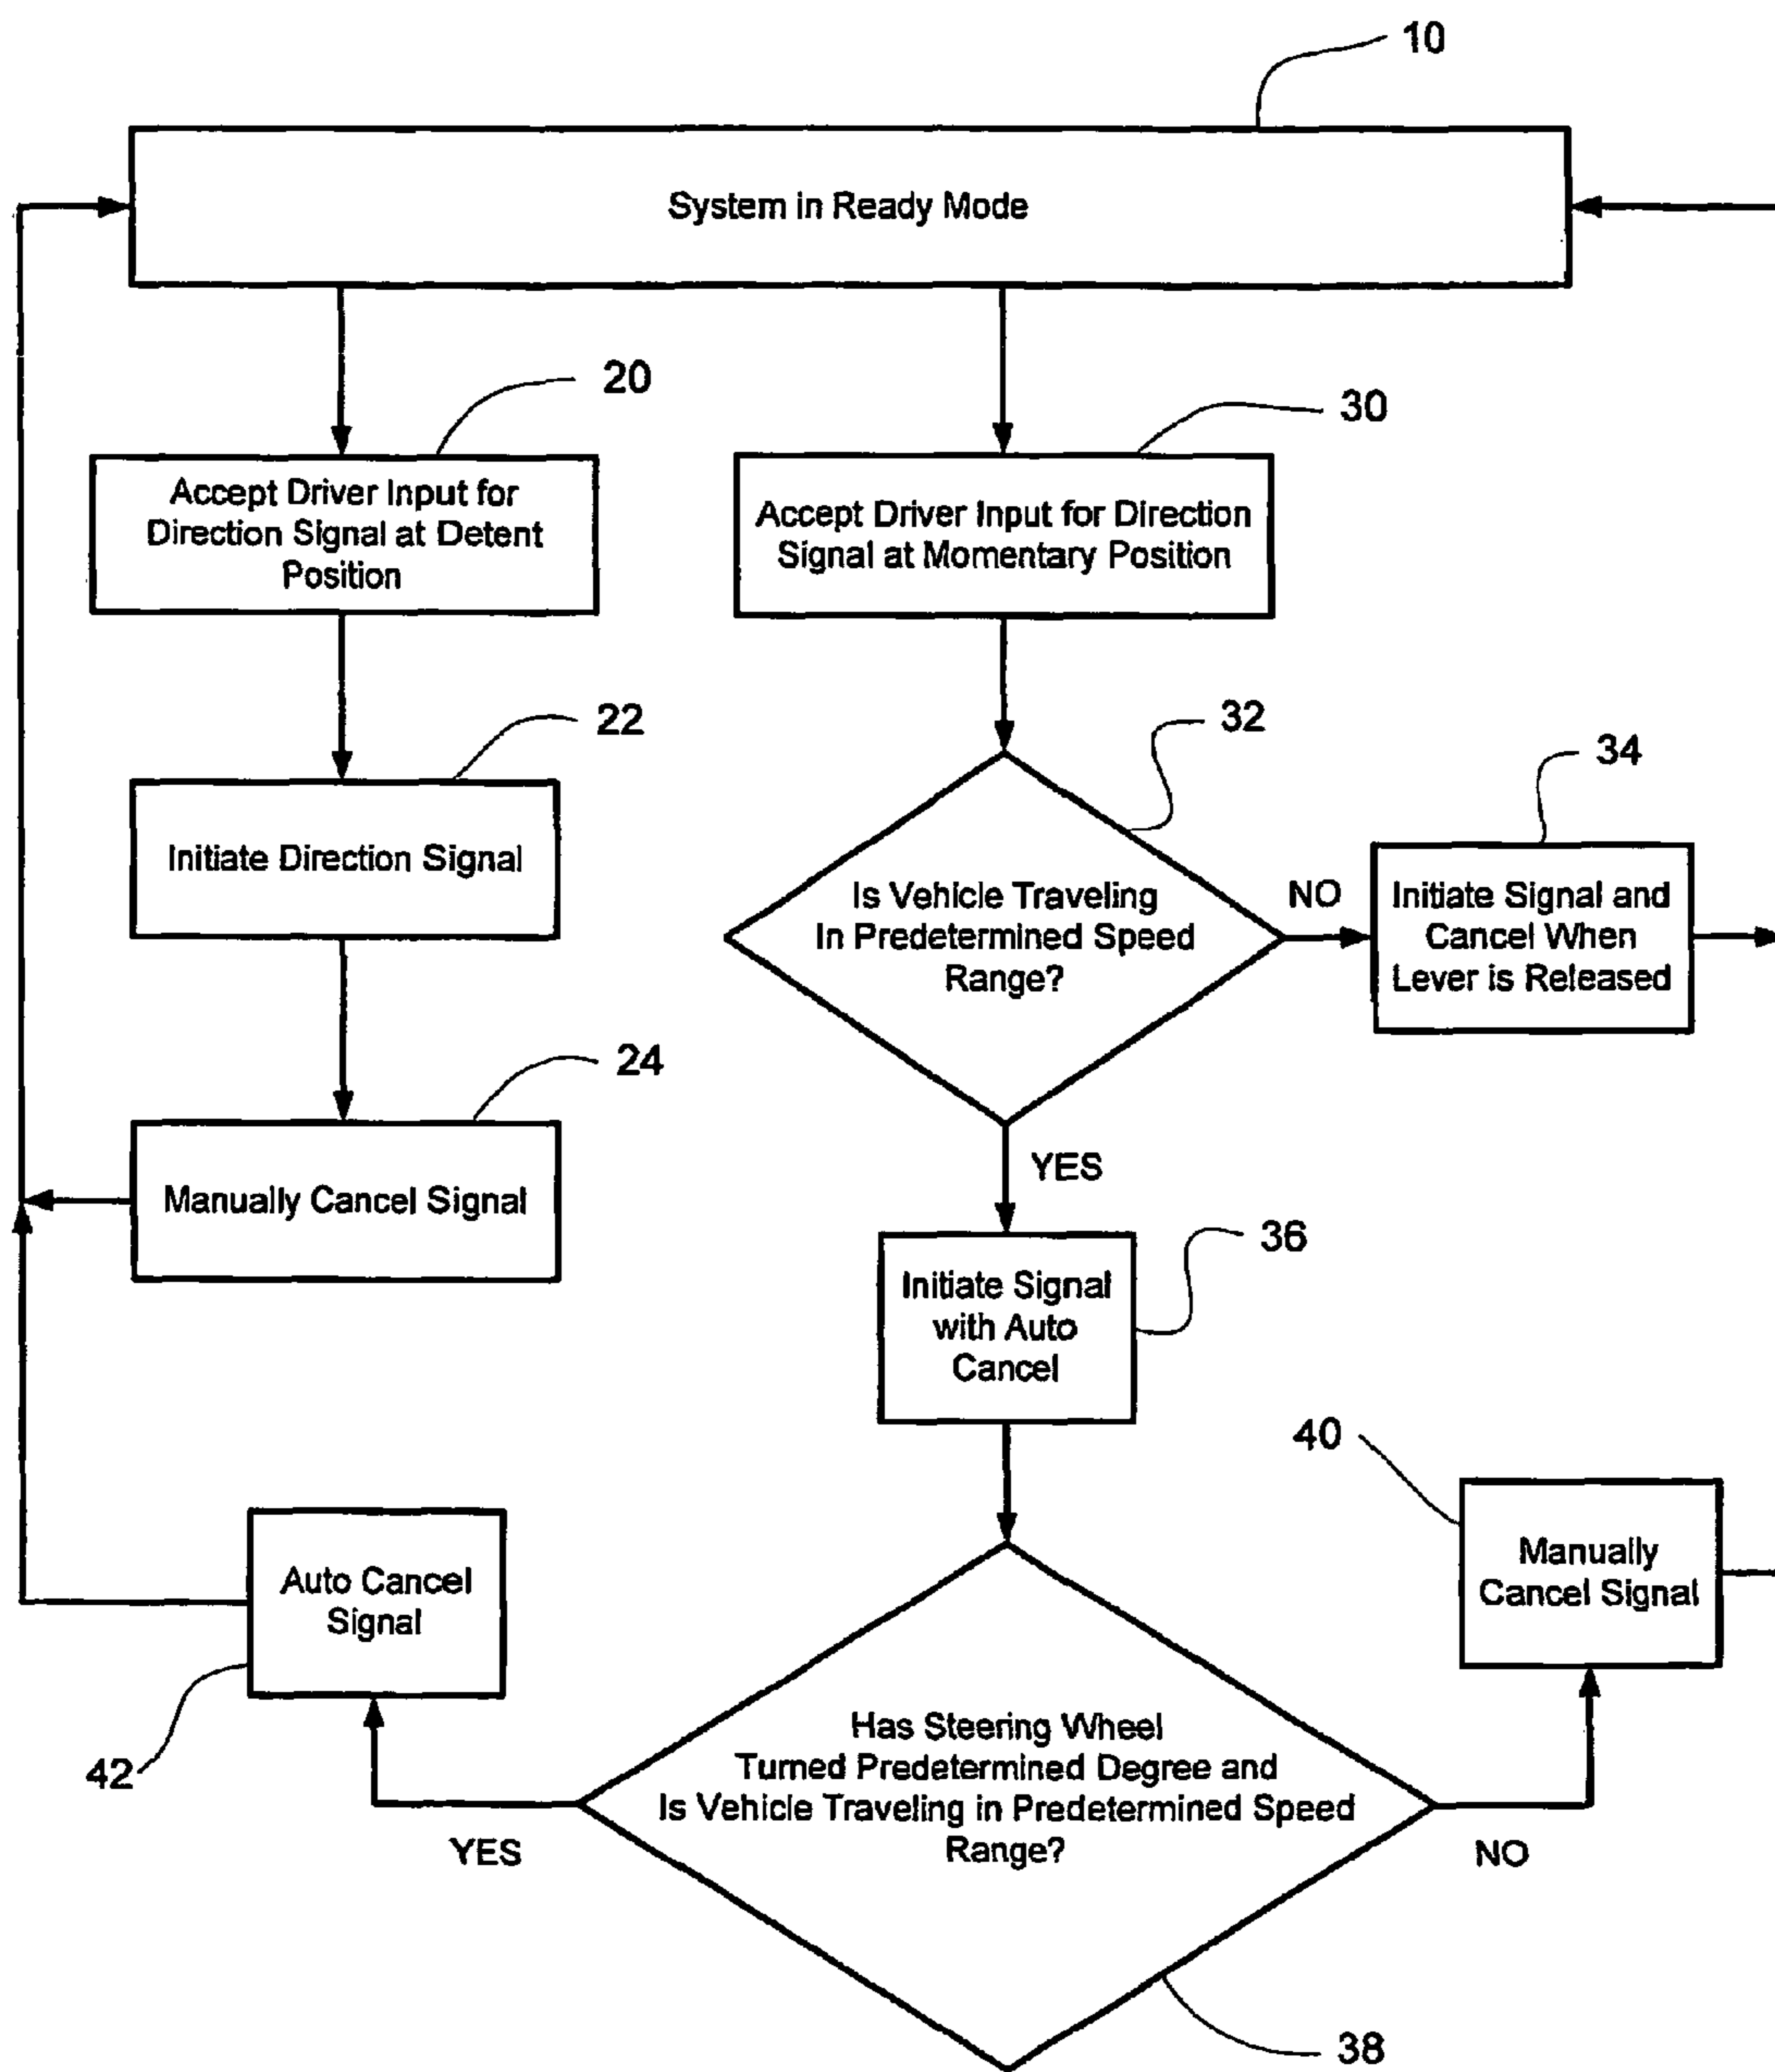 10
System in Ready Mode
20
30
Accept Driver Input for
Direction Signal at Detent
Position
Accept Driver Input for Direction
Signal at Momentary Position
22
32
34
Initiate Direction Signal
Is Vehicle Traveling
In Predetermined Speed
Range?
NO
Initiate Signal and
Cancel When
Lever is Released
24
YES
Manually Cancel Signal
36
Initiate Signal
with Auto
Cancel
40
Auto Cancel
Signal
Manually
Cancel Signal
42
Has Steering Wheel
Turned Predetermined Degree and
Is Vehicle Traveling in Predetermined Speed
Range?
YES
NO
38